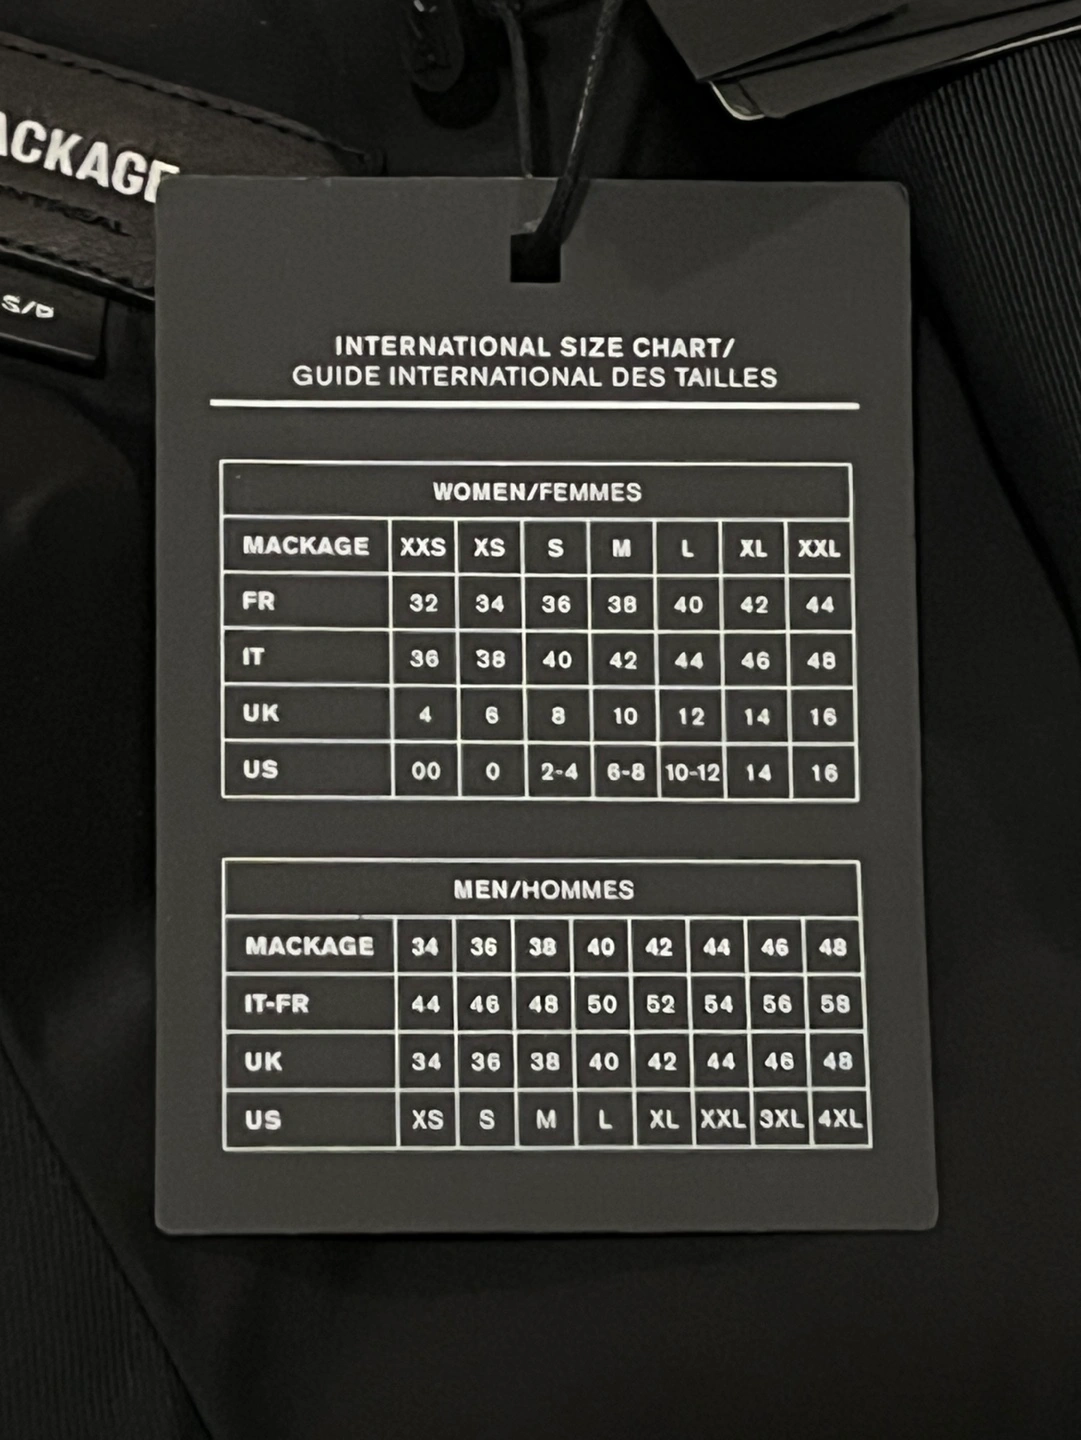 ACKAGE
S/P
INTERNATIONAL SIZE CHART/
GUIDE INTERNATIONAL DES TAILLES
WOMEN/FEMMES
MACKAGE XXS XS S M L XL XXL
FR 32 34 36 38 40 42 44
IT 36 38 40 42 44 46 48
UK 4 6 8 10 12 14 16
US 00 0 2-4 6-8 10-12 14 16
MEN/HOMMES
MACKAGE 34 36 38 40 42 44 46 48
IT-FR 44 46 48 50 52 54 56 58
UK 34 36 38 40 42 44 46 48
US XS S M L XL XXL 3XL 4XL